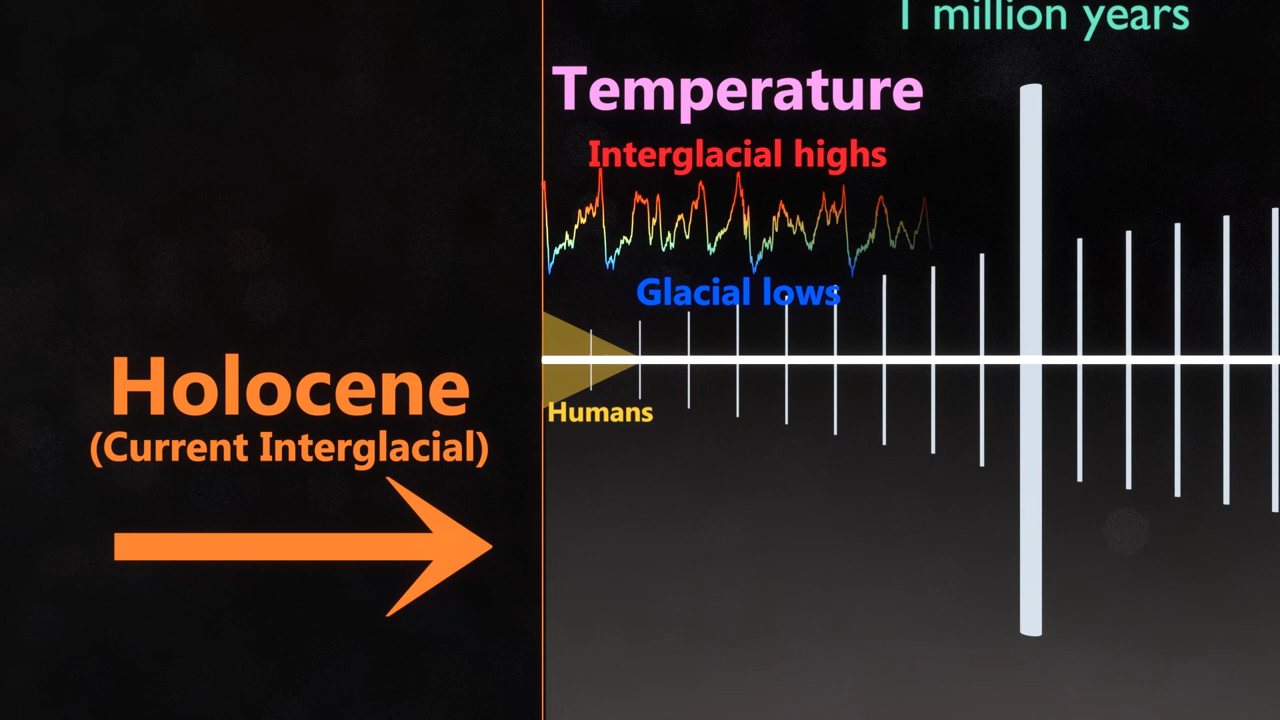 1 million years
Temperature
Interglacial highs
Glacial lows
Holocene
(Current Interglacial)
Humans